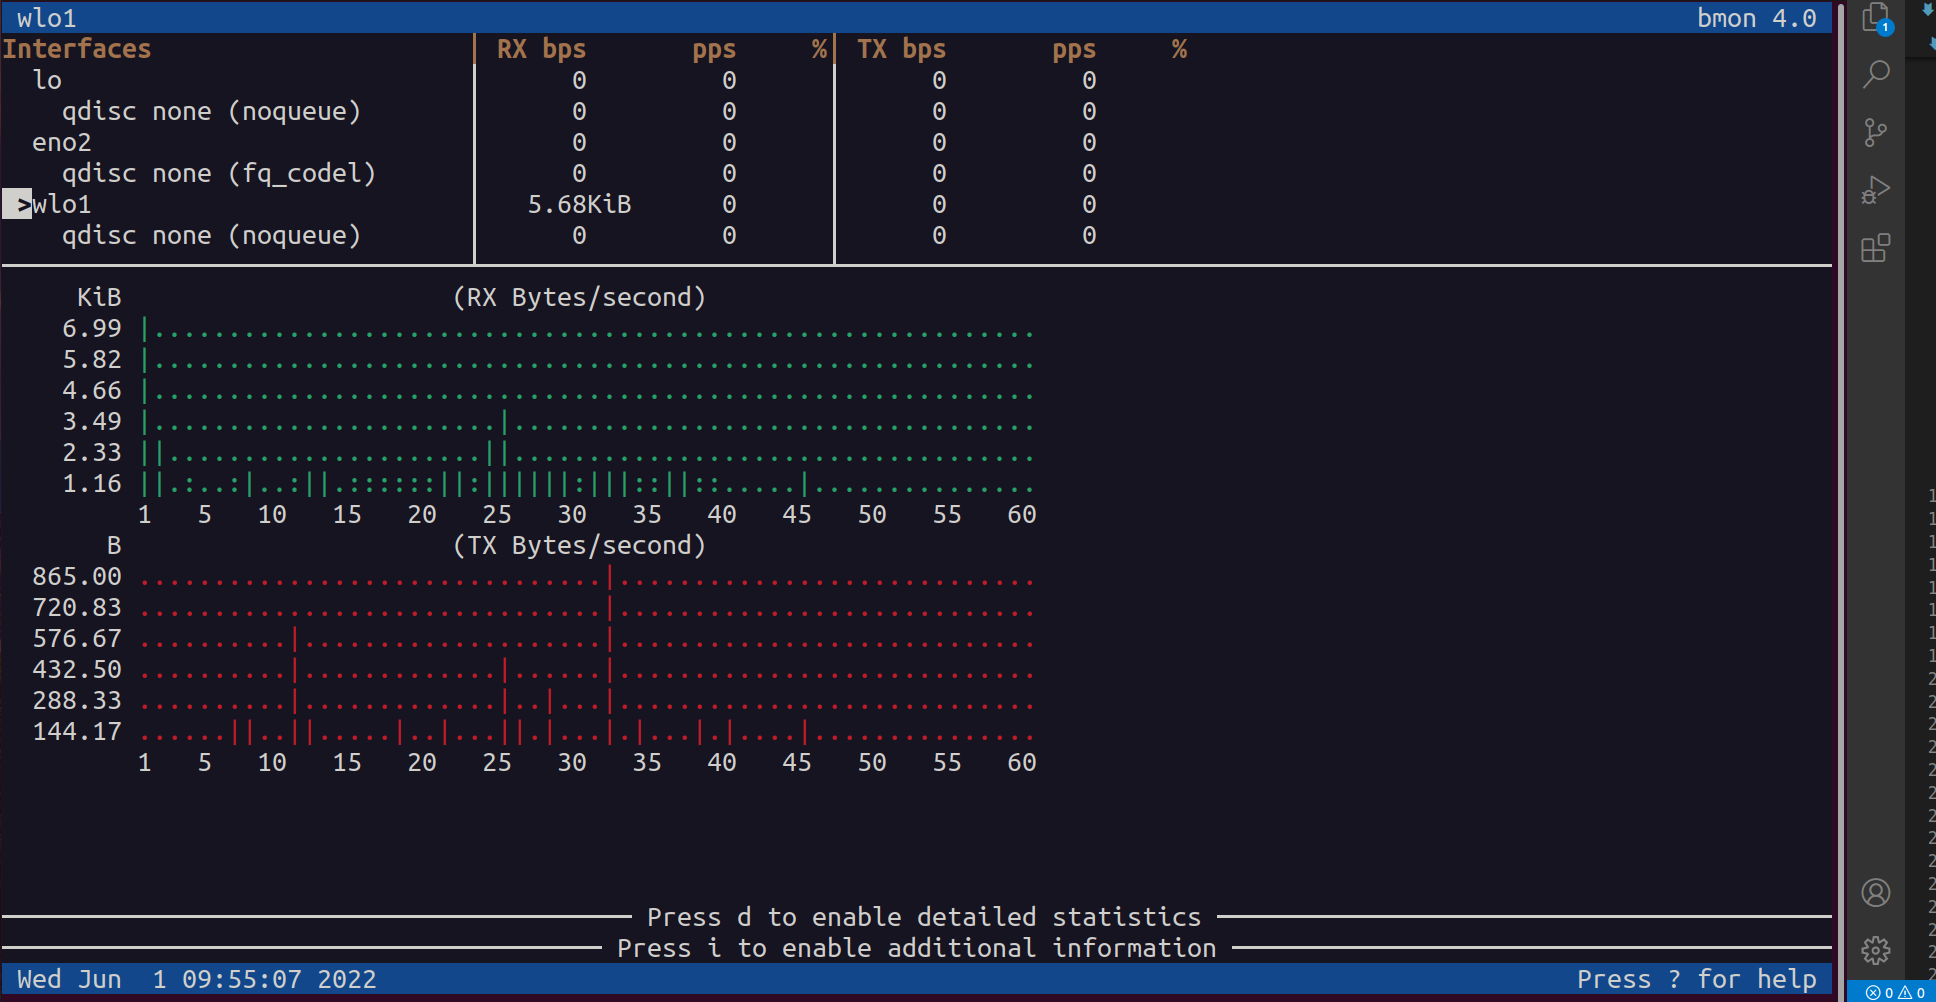 wlo1 bmon 4.0
Interfaces RX bps pps % TX bps pps %
lo 0 0 0 0
qdisc none (noqueue) 0 0 0 0
eno2 0 0 0 0
qdisc none (fq_codel) 0 0 0 0
>wlo1 5.68KiB 0 0 0
qdisc none (noqueue) 0 0 0 0
KiB (RX Bytes/second)
6.99 |...........................................................
5.82 |...........................................................
4.66 |...........................................................
3.49 |.......................|...................................
2.33 ||.....................||...................................
1.16 ||.:..:|..:||.::::::||:||||||:|||::||::.....|...............
1 5 10 15 20 25 30 35 40 45 50 55 60
B (TX Bytes/second)
865.00 ...............................|............................
720.83 ...............................|............................
576.67 ..........|....................|............................
432.50 ..........|.............|......|............................
288.33 ..........|.............|..|...|............................
144.17 ......||..||.....|..|...||.|...|.|...|.|....|...............
1 5 10 15 20 25 30 35 40 45 50 55 60
Press d to enable detailed statistics
Press i to enable additional information
Wed Jun  1 09:55:07 2022 Press ? for help
1
0 0